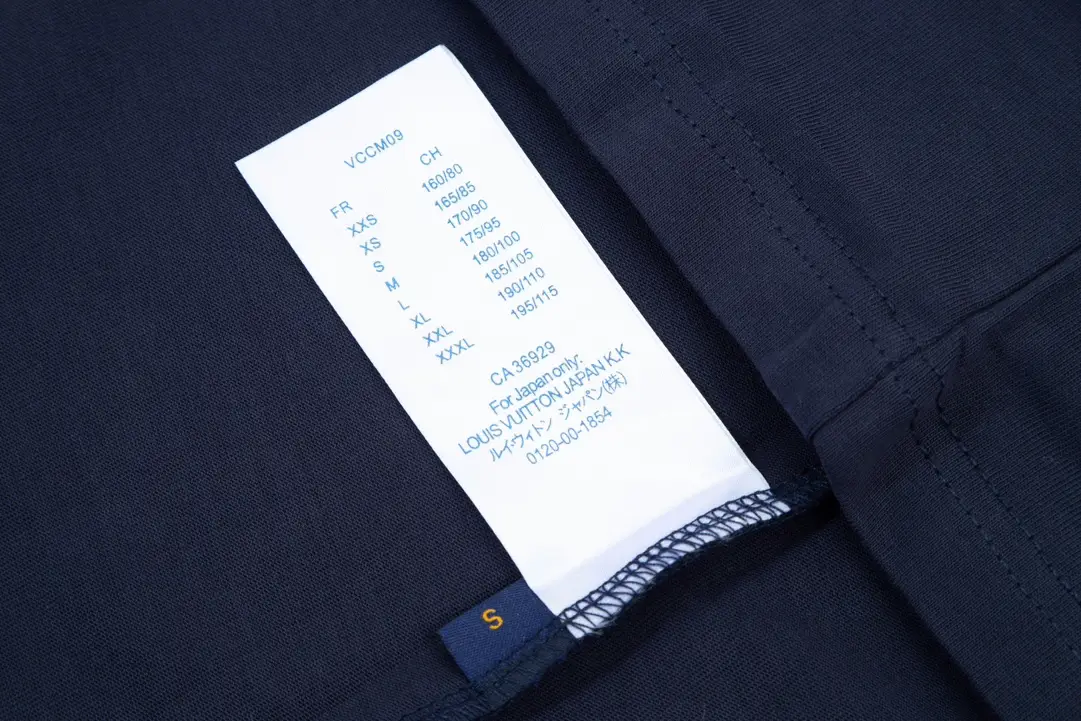 VCCM09
FR CH
XXS 160/80
XS 165/85
S 170/90
M 175/95
L 180/100
XL 185/105
XXL 190/110
XXXL 195/115
CA 36929
For Japan only:
LOUIS VUITTON JAPAN K.K
ルイ・ヴィトン ジャパン(株)
0120-00-1854
S